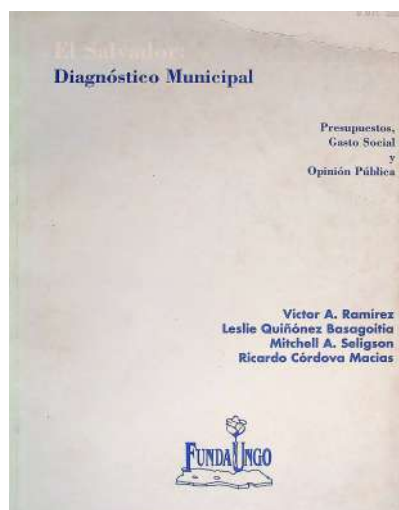 El Salvador:
Diagnóstico Municipal
Presupuestos,
Gasto Social
y
Opinión Pública
Víctor A. Ramírez
Leslie Quiñónez Basagoitia
Mitchell A. Seligson
Ricardo Córdova Macías
FUNDAUNGO